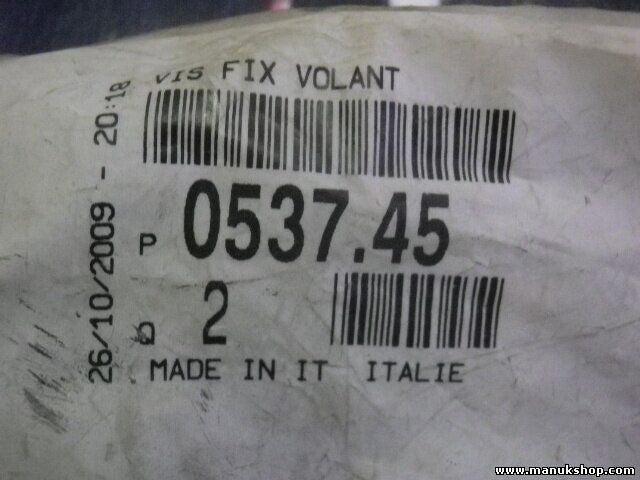 VIS FIX VOLANT
P 0537.45
Q 2
MADE IN IT ITALIE
26/10/2009 - 20:18
www.manukshop.com